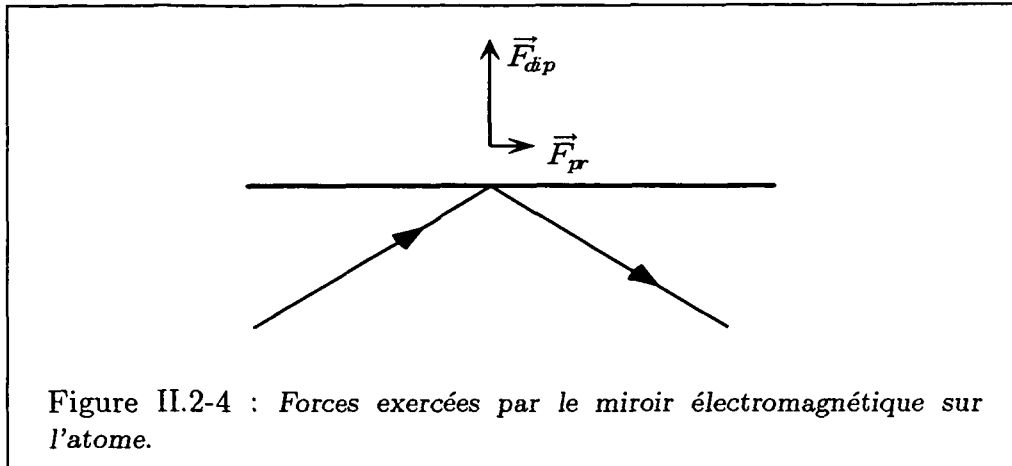 F⃗dip
F⃗pr
Figure II.2-4 : Forces exercées par le miroir électromagnétique sur
l'atome.